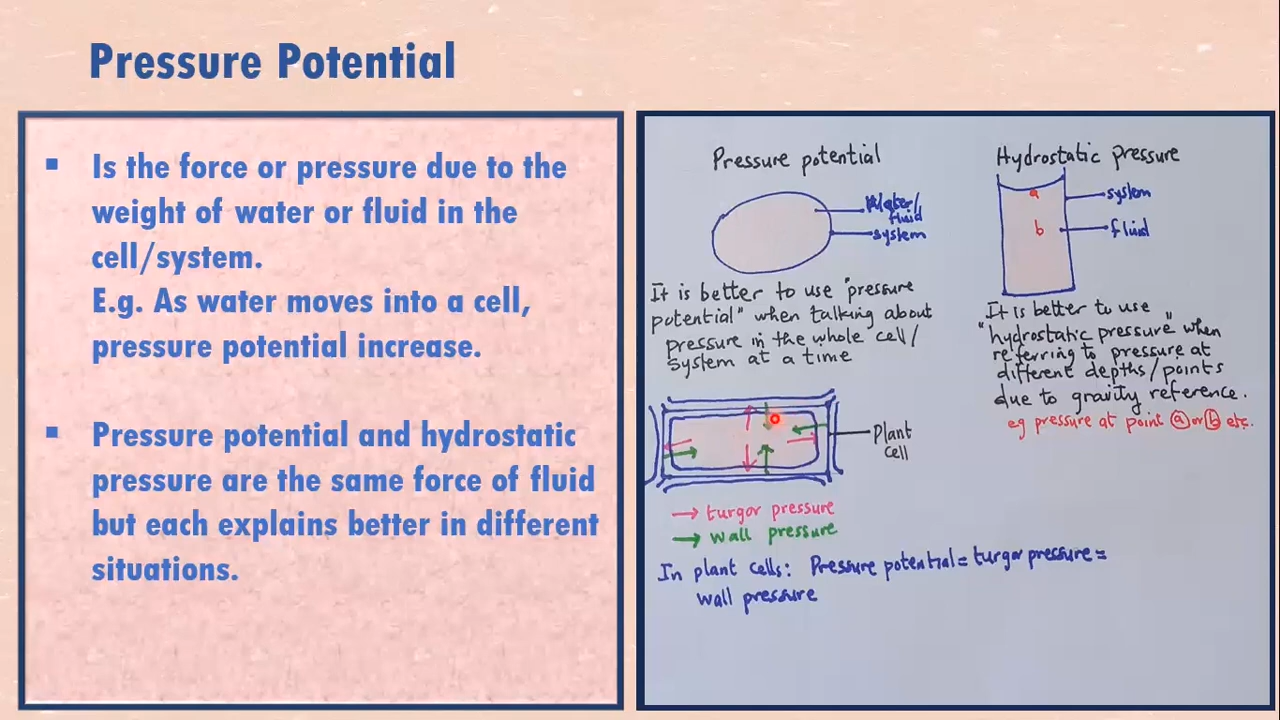 Pressure Potential
▪ Is the force or pressure due to the
weight of water or fluid in the
cell/system.
E.g. As water moves into a cell,
pressure potential increase.
▪ Pressure potential and hydrostatic
pressure are the same force of fluid
but each explains better in different
situations.
Pressure potential
Water/
fluid
system
It is better to use "pressure
potential" when talking about
pressure in the whole cell/
system at a time
Plant
cell
→ turgor pressure
→ wall pressure
In plant cells: Pressure potential = turgor pressure =
wall pressure
Hydrostatic pressure
a
system
b
fluid
It is better to use
"hydrostatic pressure" when
referring to pressure at
different depths/points
due to gravity reference.
eg pressure at point ⓐ or ⓑ etc.